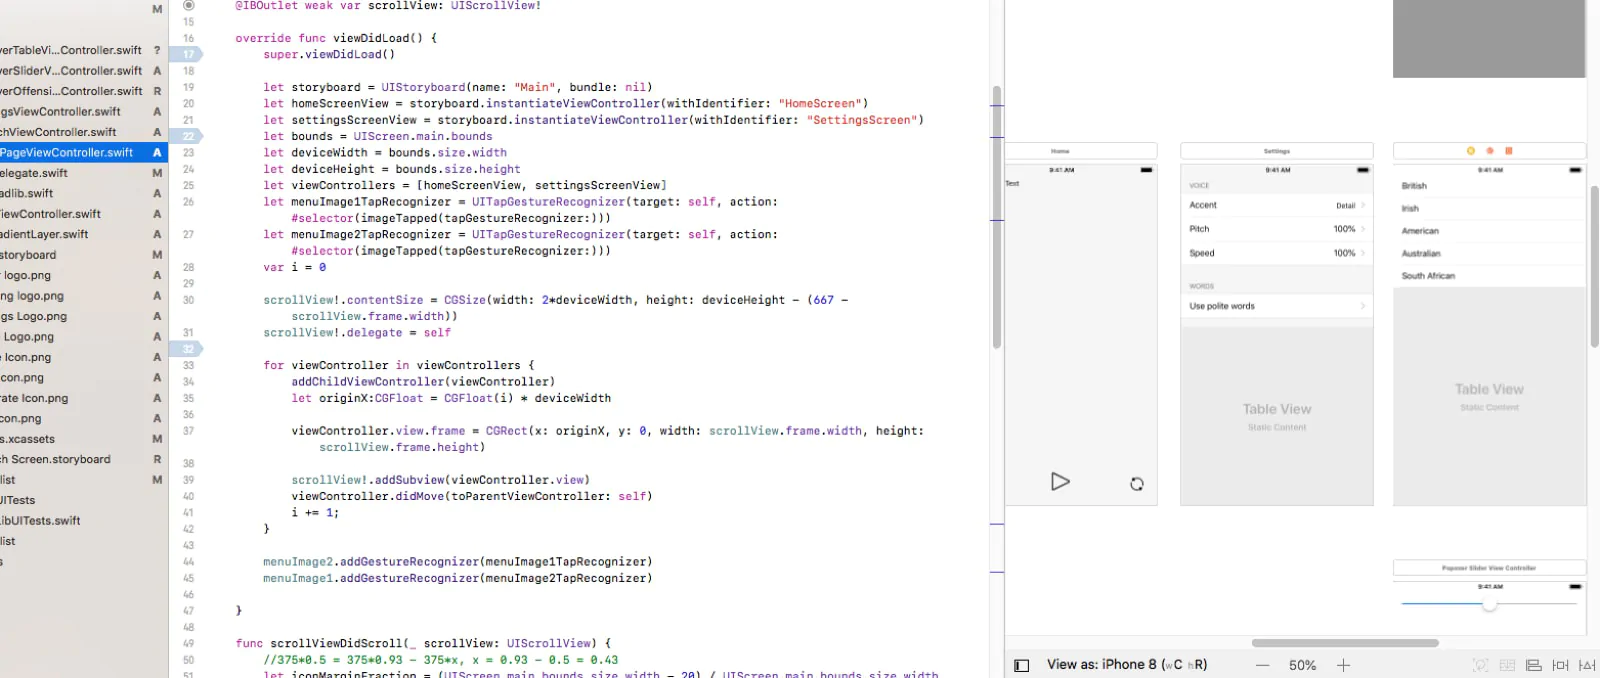 M
@IBOutlet weak var scrollView: UIScrollView!
15
16 override func viewDidLoad() {
17 super.viewDidLoad()
18
19 let storyboard = UIStoryboard(name: "Main", bundle: nil)
20 let homeScreenView = storyboard.instantiateViewController(withIdentifier: "HomeScreen")
21 let settingsScreenView = storyboard.instantiateViewController(withIdentifier: "SettingsScreen")
22 let bounds = UIScreen.main.bounds
23 let deviceWidth = bounds.size.width
24 let deviceHeight = bounds.size.height
25 let viewControllers = [homeScreenView, settingsScreenView]
26 let menuImage1TapRecognizer = UITapGestureRecognizer(target: self, action:
#selector(imageTapped(tapGestureRecognizer:)))
27 let menuImage2TapRecognizer = UITapGestureRecognizer(target: self, action:
#selector(imageTapped(tapGestureRecognizer:)))
28 var i = 0
29
30 scrollView!.contentSize = CGSize(width: 2*deviceWidth, height: deviceHeight - (667 -
scrollView.frame.width))
31 scrollView!.delegate = self
32
33 for viewController in viewControllers {
34 addChildViewController(viewController)
35 let originX:CGFloat = CGFloat(i) * deviceWidth
36
37 viewController.view.frame = CGRect(x: originX, y: 0, width: scrollView.frame.width, height:
scrollView.frame.height)
38
39 scrollView!.addSubview(viewController.view)
40 viewController.didMove(toParentViewController: self)
41 i += 1;
42 }
43
44 menuImage2.addGestureRecognizer(menuImage1TapRecognizer)
45 menuImage1.addGestureRecognizer(menuImage2TapRecognizer)
46
47 }
48
49 func scrollViewDidScroll(_ scrollView: UIScrollView) {
50 //375*0.5 = 375*0.93 - 375*x, x = 0.93 - 0.5 = 0.43
51 let iconMarginFraction = (UIScreen.main.bounds.size.width - 20) / UIScreen.main.bounds.size.width
verTableVi...Controller.swift ?
verSliderV...Controller.swift A
verOffensi...Controller.swift R
gsViewController.swift A
chViewController.swift A
PageViewController.swift A
elegate.swift M
adlib.swift A
ViewController.swift A
adientLayer.swift A
storyboard M
r logo.png A
ng logo.png A
gs Logo.png A
Logo.png A
e Icon.png A
con.png A
rate Icon.png A
con.png A
s.xcassets M
ch Screen.storyboard R
list M
UITests
LibUITests.swift
list
s
Home
9:41 AM
Text
Settings
9:41 AM
VOICE
Accent Detail
Pitch 100%
Speed 100%
WORDS
Use polite words
Table View
Static Content
9:41 AM
British
Irish
American
Australian
South African
Table View
Static Content
Popover Slider View Controller
9:41 AM
View as: iPhone 8 (wC hR)
50%